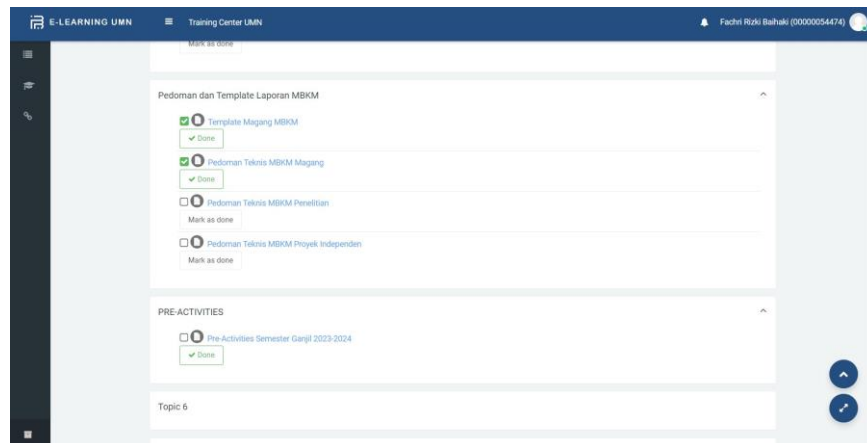 E-LEARNING UMN
Training Center UMN
Fachri Rizki Baihaki (00000054474)
Mark as done
Pedoman dan Template Laporan MBKM
Template Magang MBKM
Done
Pedoman Teknis MBKM Magang
Done
Pedoman Teknis MBKM Penelitian
Mark as done
Pedoman Teknis MBKM Proyek Independen
Mark as done
PRE-ACTIVITIES
Pre-Activities Semester Ganjil 2023-2024
Done
Topic 6